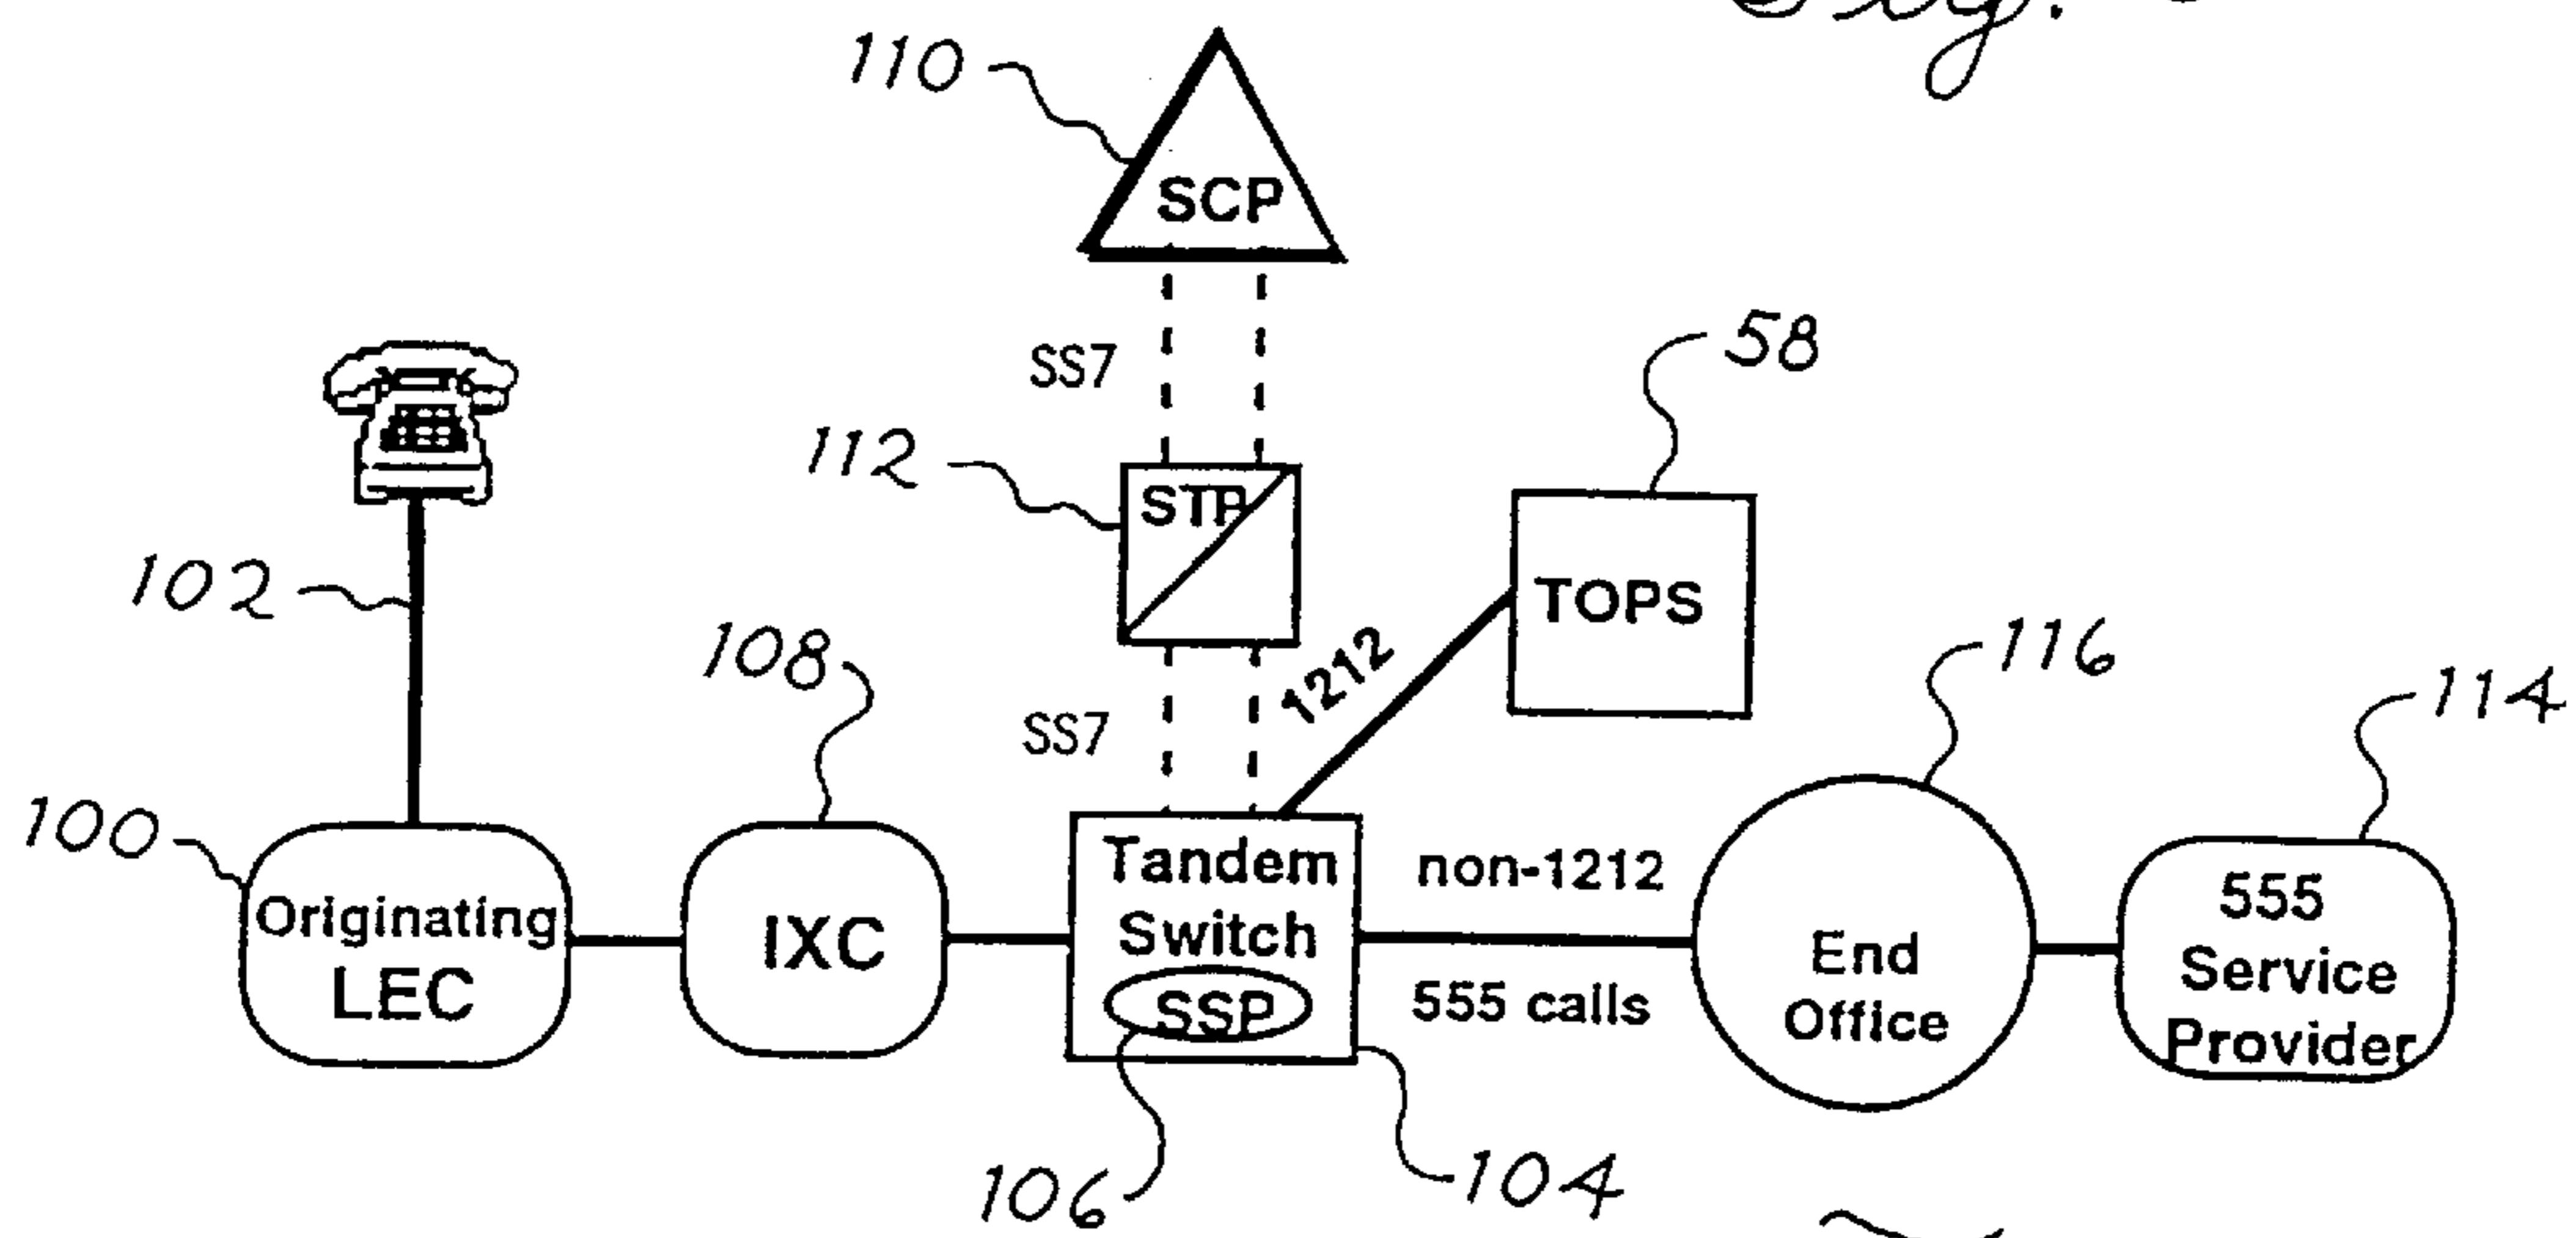 Fig.
110
SCP
SS7
58
112
STP
TOPS
102
1212
108
116
114
SS7
100
Originating
LEC
IXC
Tandem
Switch
SSP
non-1212
555 calls
End
Office
555
Service
Provider
106
104